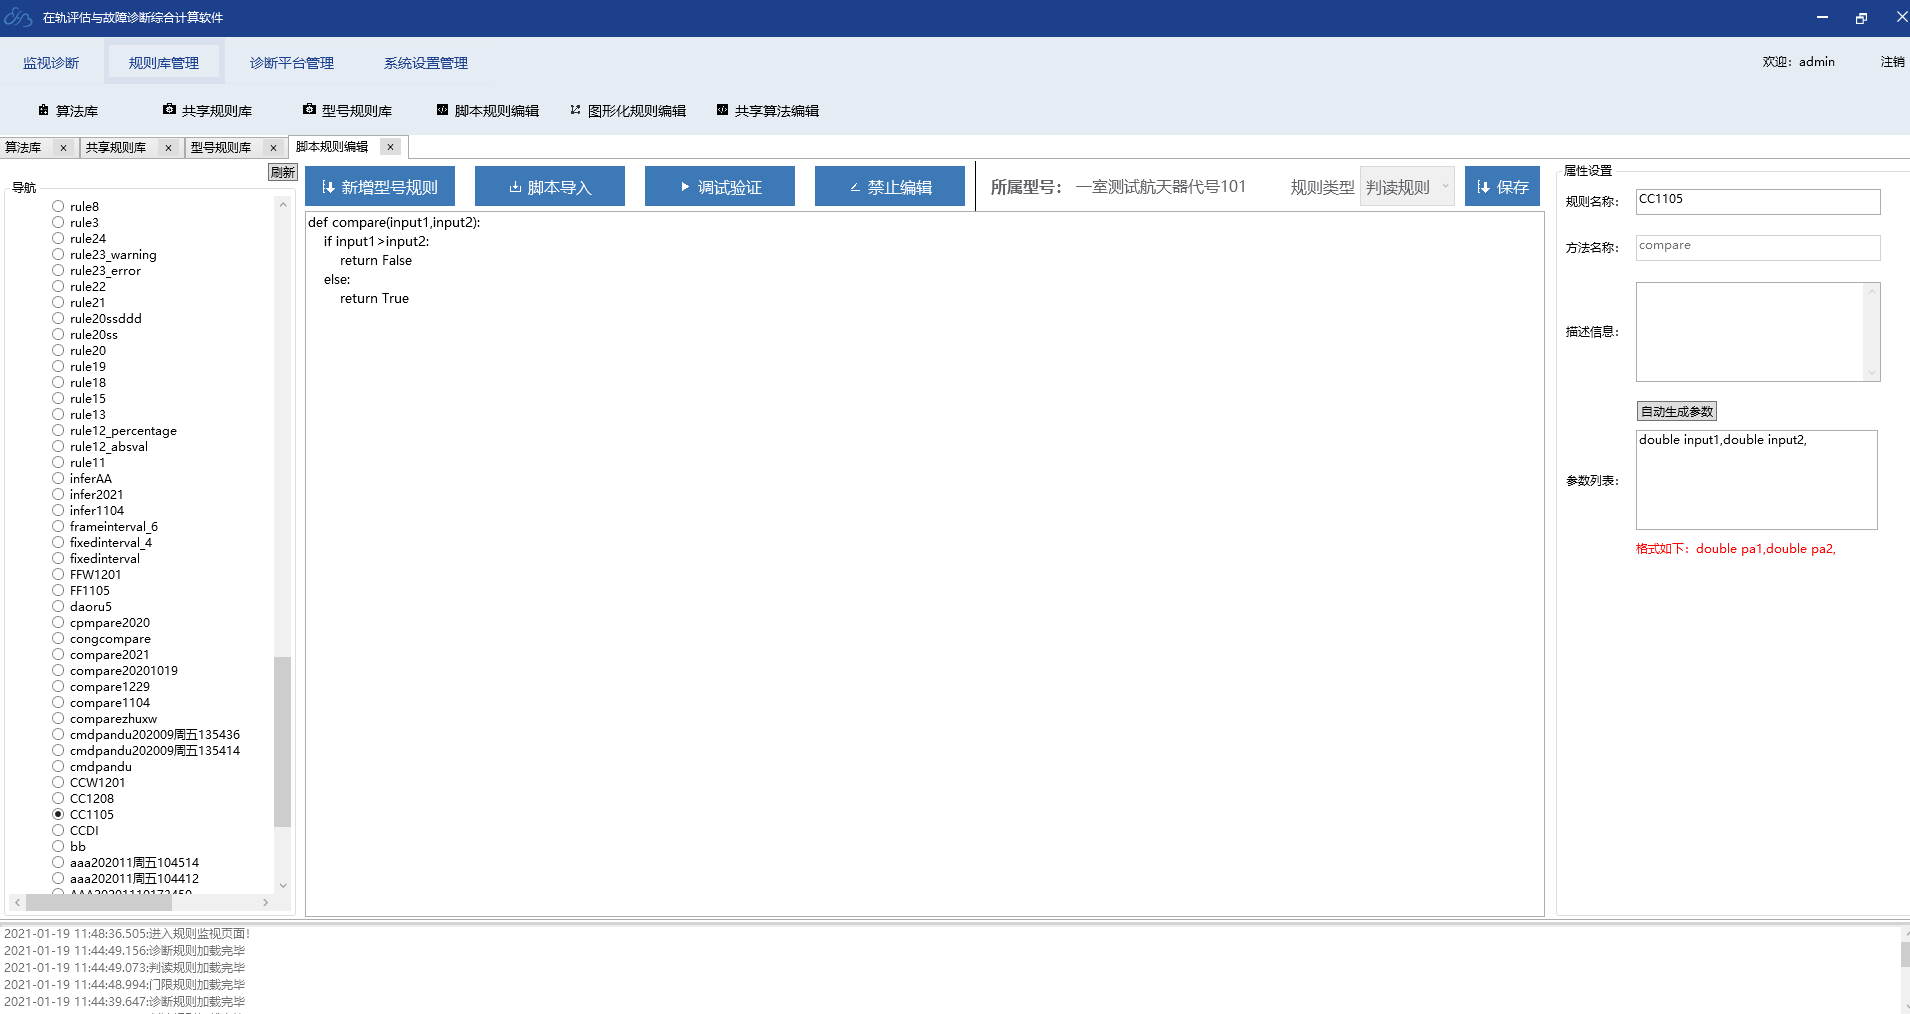 在轨评估与故障诊断综合计算软件
监视诊断 规则库管理 诊断平台管理 系统设置管理 欢迎：admin 注销
算法库 共享规则库 型号规则库 脚本规则编辑 图形化规则编辑 共享算法编辑
算法库 × 共享规则库 × 型号规则库 × 脚本规则编辑 ×
刷新
导航
rule8
rule3
rule24
rule23_warning
rule23_error
rule22
rule21
rule20ssddd
rule20ss
rule20
rule19
rule18
rule15
rule13
rule12_percentage
rule12_absval
rule11
inferAA
infer2021
infer1104
frameinterval_6
fixedinterval_4
fixedinterval
FFW1201
FF1105
daoru5
cpmpare2020
congcompare
compare2021
compare20201019
compare1229
compare1104
comparezhuxw
cmdpandu202009周五135436
cmdpandu202009周五135414
cmdpandu
CCW1201
CC1208
CC1105
CCDI
bb
aaa202011周五104514
aaa202011周五104412
新增型号规则 脚本导入 调试验证 禁止编辑 所属型号： 一室测试航天器代号101 规则类型 判读规则 保存
def compare(input1,input2):
if input1>input2:
return False
else:
return True
属性设置
规则名称： CC1105
方法名称： compare
描述信息：
自动生成参数
double input1,double input2,
参数列表：
格式如下：double pa1,double pa2,
2021-01-19 11:48:36.505:进入规则监视页面!
2021-01-19 11:44:49.156:诊断规则加载完毕
2021-01-19 11:44:49.073:判读规则加载完毕
2021-01-19 11:44:48.994:门限规则加载完毕
2021-01-19 11:44:39.647:诊断规则加载完毕